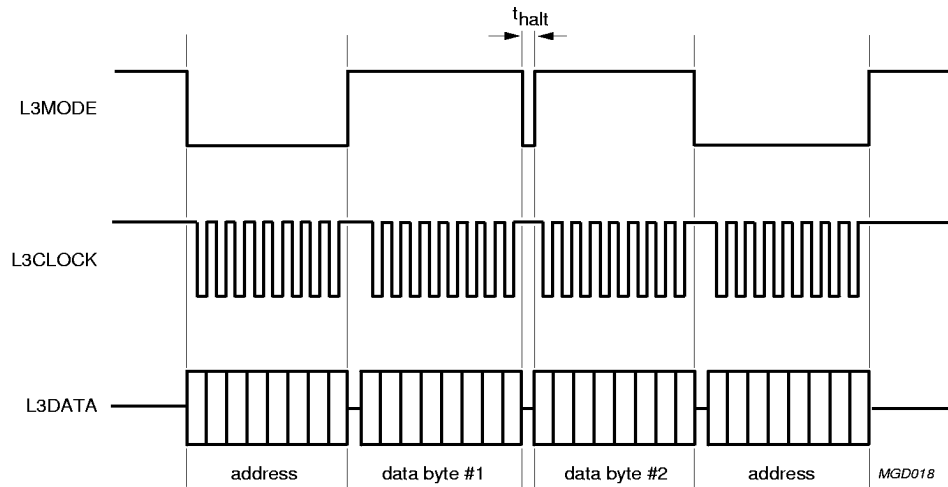 thalt
L3MODE
L3CLOCK
L3DATA
address data byte #1 data byte #2 address MGD018